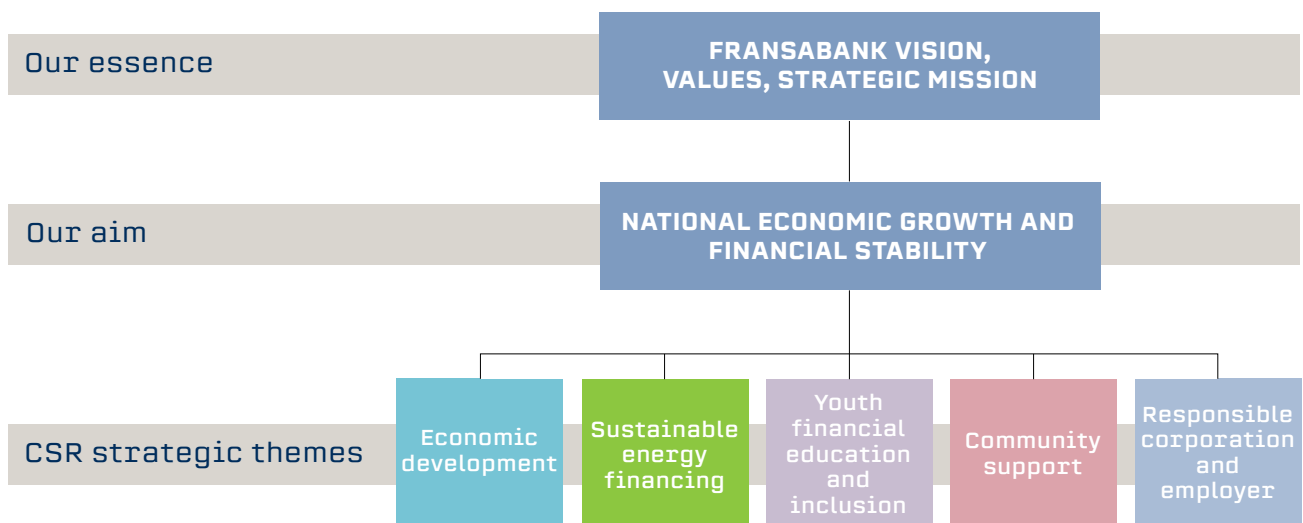 Our essence
FRANSABANK VISION,
VALUES, STRATEGIC MISSION
Our aim
NATIONAL ECONOMIC GROWTH AND
FINANCIAL STABILITY
CSR strategic themes
Economic
development
Sustainable
energy
financing
Youth
financial
education
and
inclusion
Community
support
Responsible
corporation
and
employer